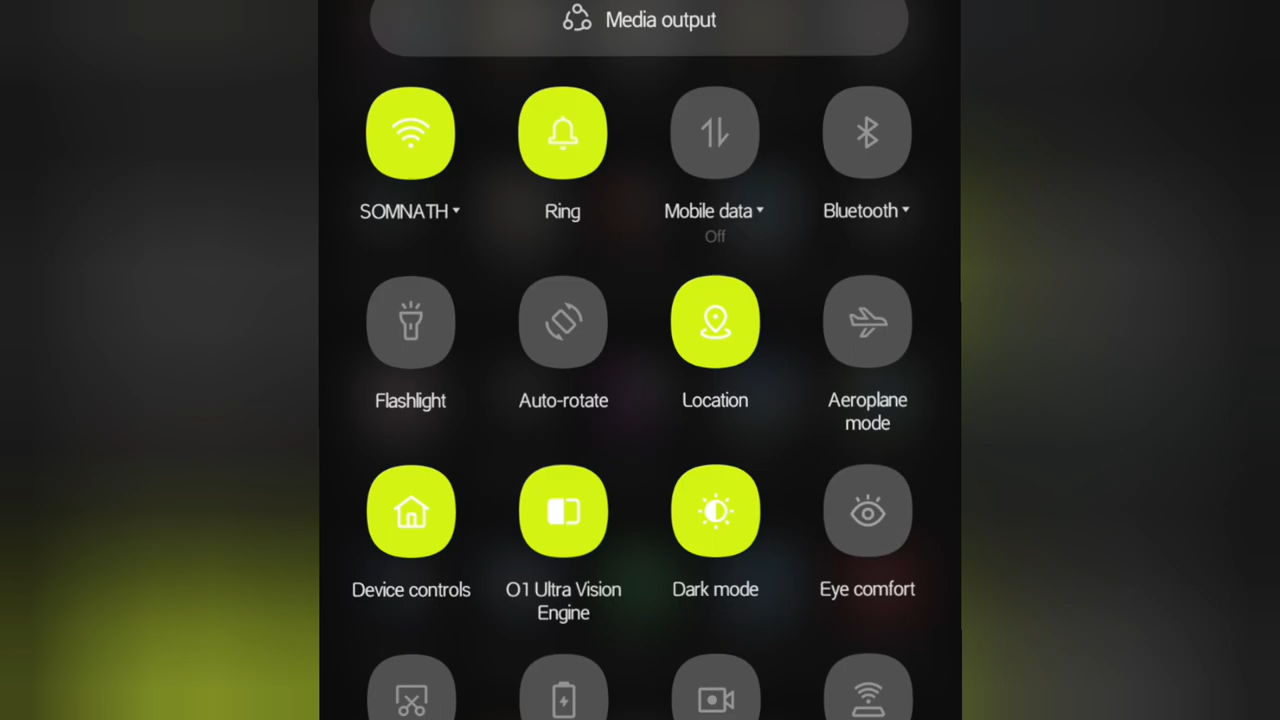 Media output
SOMNATH
Ring
Mobile data
Off
Bluetooth
Flashlight
Auto-rotate
Location
Aeroplane
mode
Device controls
O1 Ultra Vision
Engine
Dark mode
Eye comfort